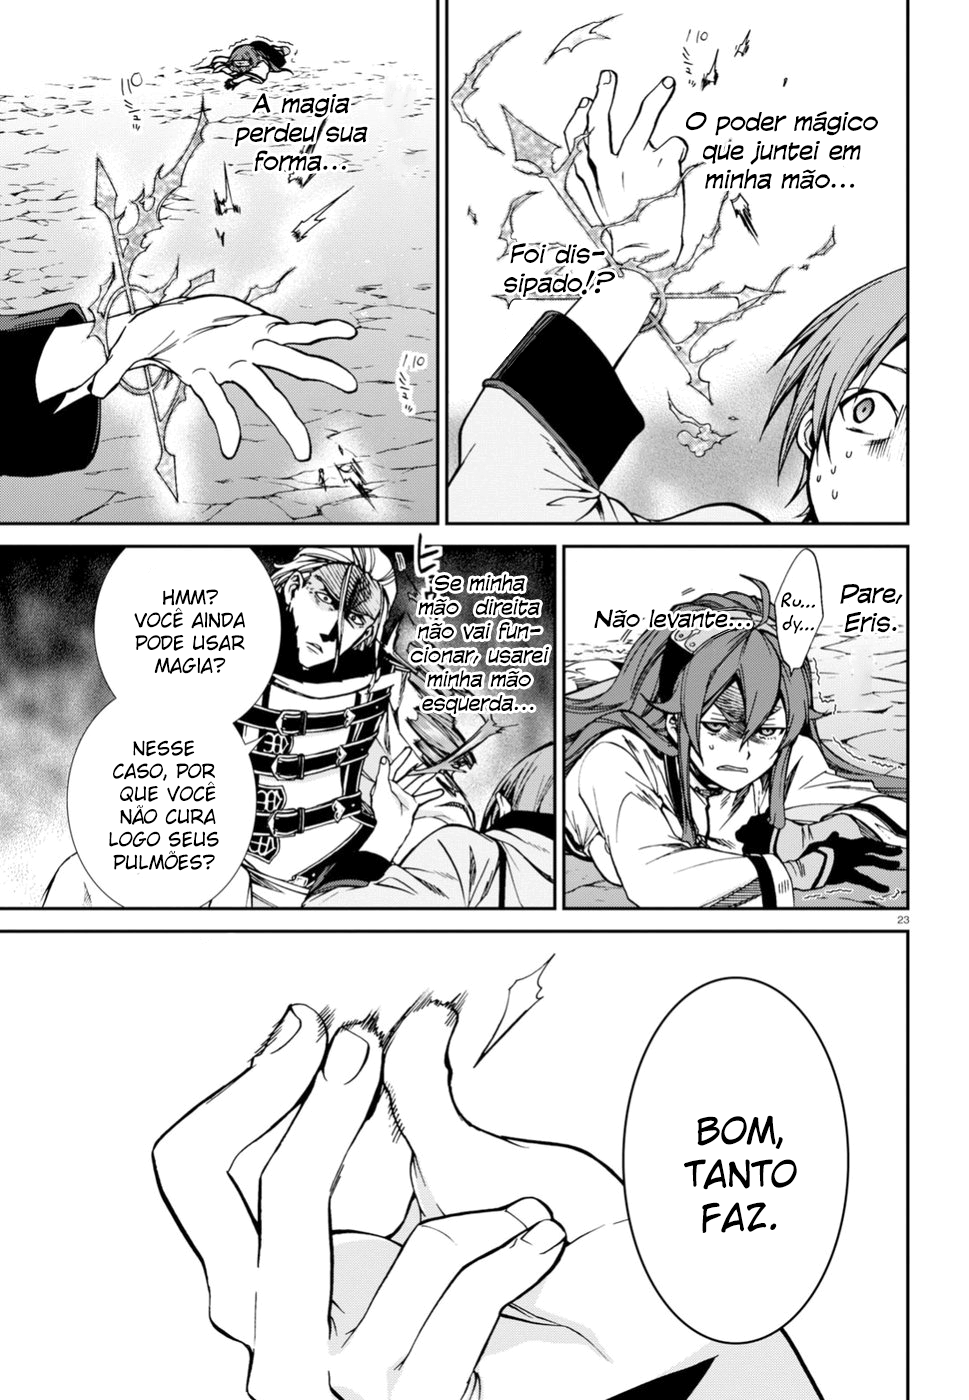 O poder mágico
que juntei em
minha mão...
Foi dis-
sipado!?
A magia
perdeu sua
forma...
Pare,
Eris.
Ru...
dy...
Não levante...
Se minha
mão direita
não vai fun-
cionar, usarei
minha mão
esquerda...
HMM?
VOCÊ AINDA
PODE USAR
MAGIA?
NESSE
CASO, POR
QUE VOCÊ
NÃO CURA
LOGO SEUS
PULMÕES?
23
BOM,
TANTO
FAZ.